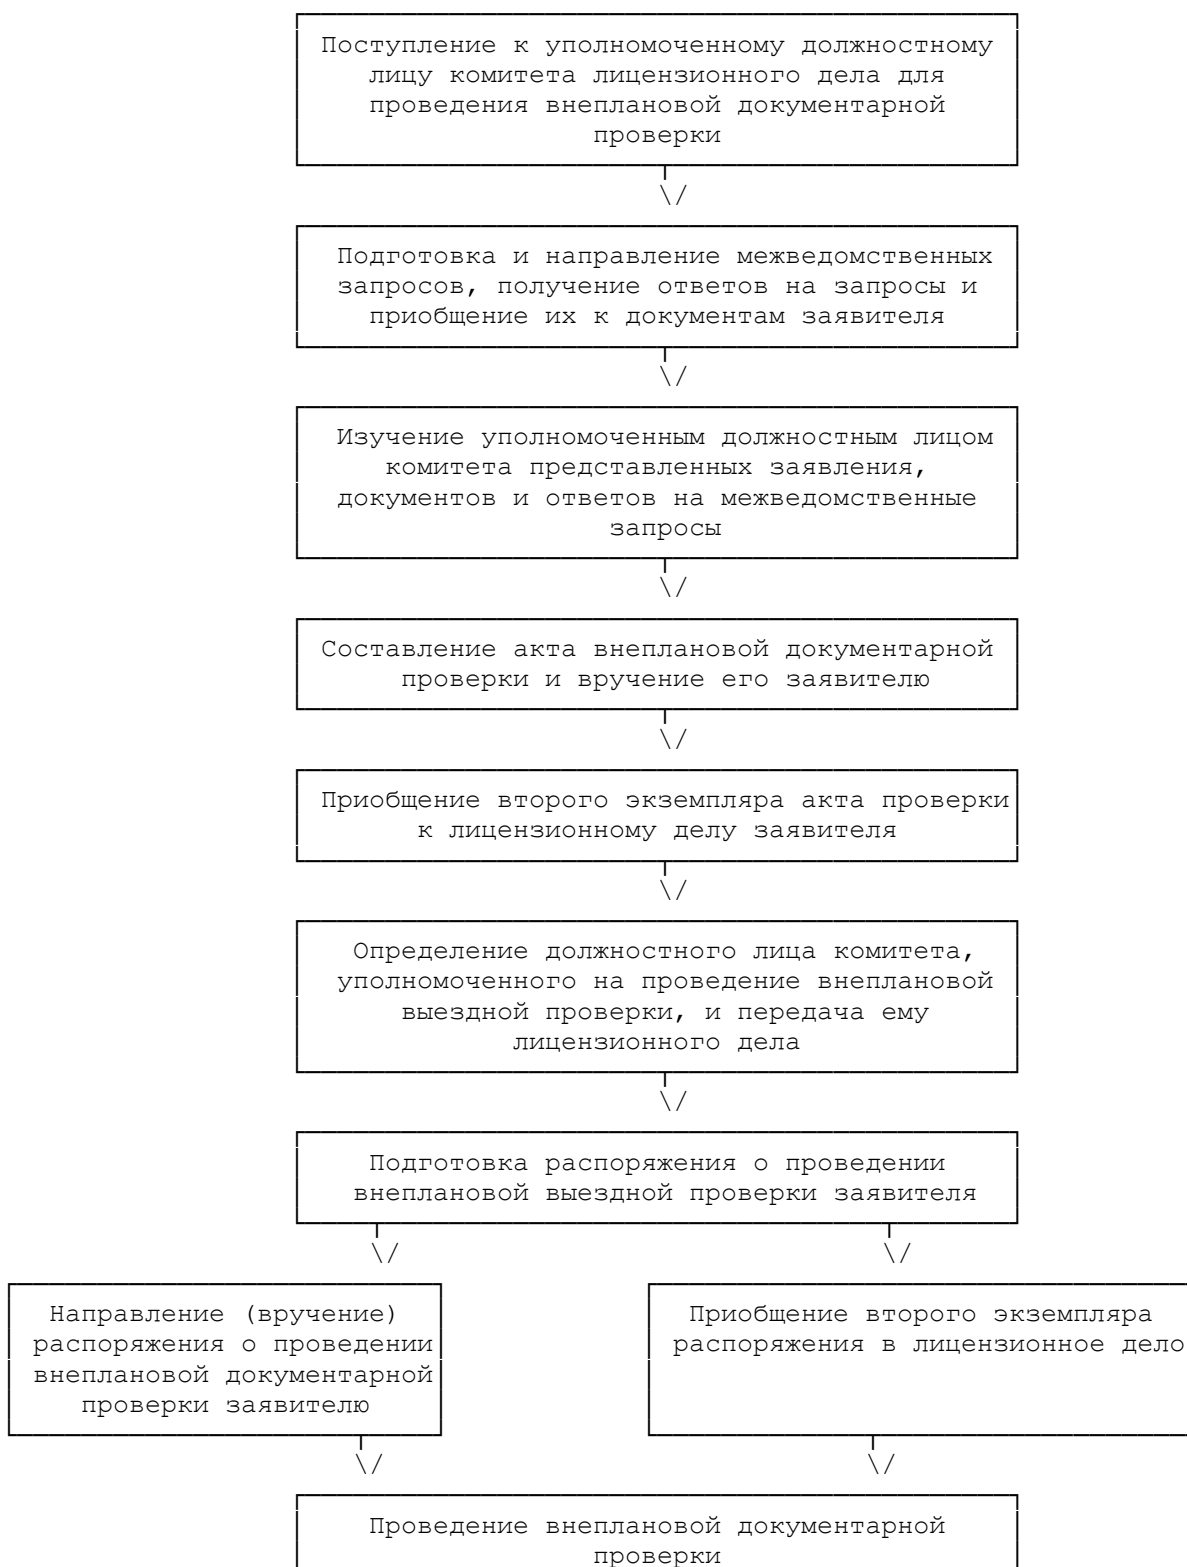 Поступление к уполномоченному должностному
лицу комитета лицензионного дела для
проведения внеплановой документарной
проверки
Подготовка и направление межведомственных
запросов, получение ответов на запросы и
приобщение их к документам заявителя
Изучение уполномоченным должностным лицом
комитета представленных заявления,
документов и ответов на межведомственные
запросы
Составление акта внеплановой документарной
проверки и вручение его заявителю
Приобщение второго экземпляра акта проверки
к лицензионному делу заявителя
Определение должностного лица комитета,
уполномоченного на проведение внеплановой
выездной проверки, и передача ему
лицензионного дела
Подготовка распоряжения о проведении
внеплановой выездной проверки заявителя
Направление (вручение)
распоряжения о проведении
внеплановой документарной
проверки заявителю
Приобщение второго экземпляра
распоряжения в лицензионное дело
Проведение внеплановой документарной
проверки